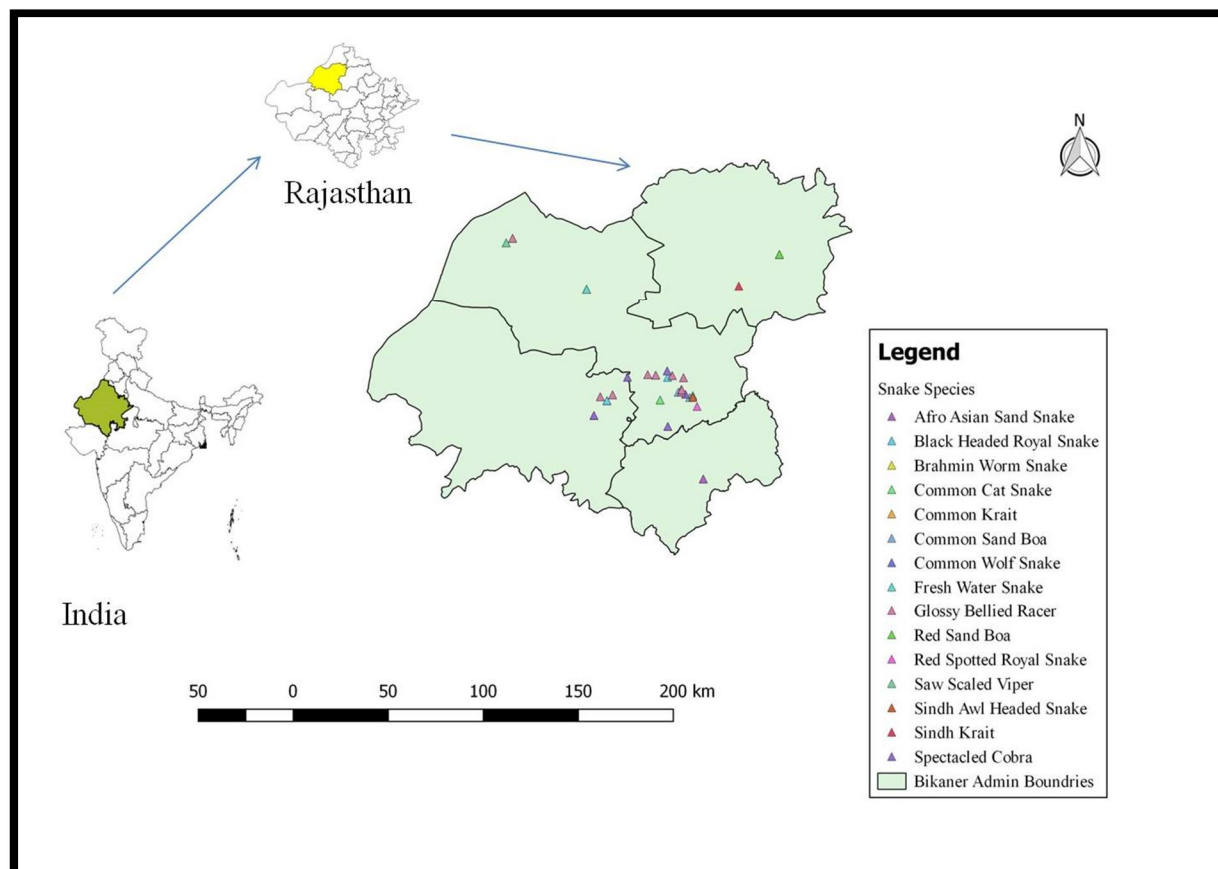 Rajasthan
N
India
50 0 50 100 150 200 km
Legend
Snake Species
Afro Asian Sand Snake
Black Headed Royal Snake
Brahmin Worm Snake
Common Cat Snake
Common Krait
Common Sand Boa
Common Wolf Snake
Fresh Water Snake
Glossy Bellied Racer
Red Sand Boa
Red Spotted Royal Snake
Saw Scaled Viper
Sindh Awl Headed Snake
Sindh Krait
Spectacled Cobra
Bikaner Admin Boundries